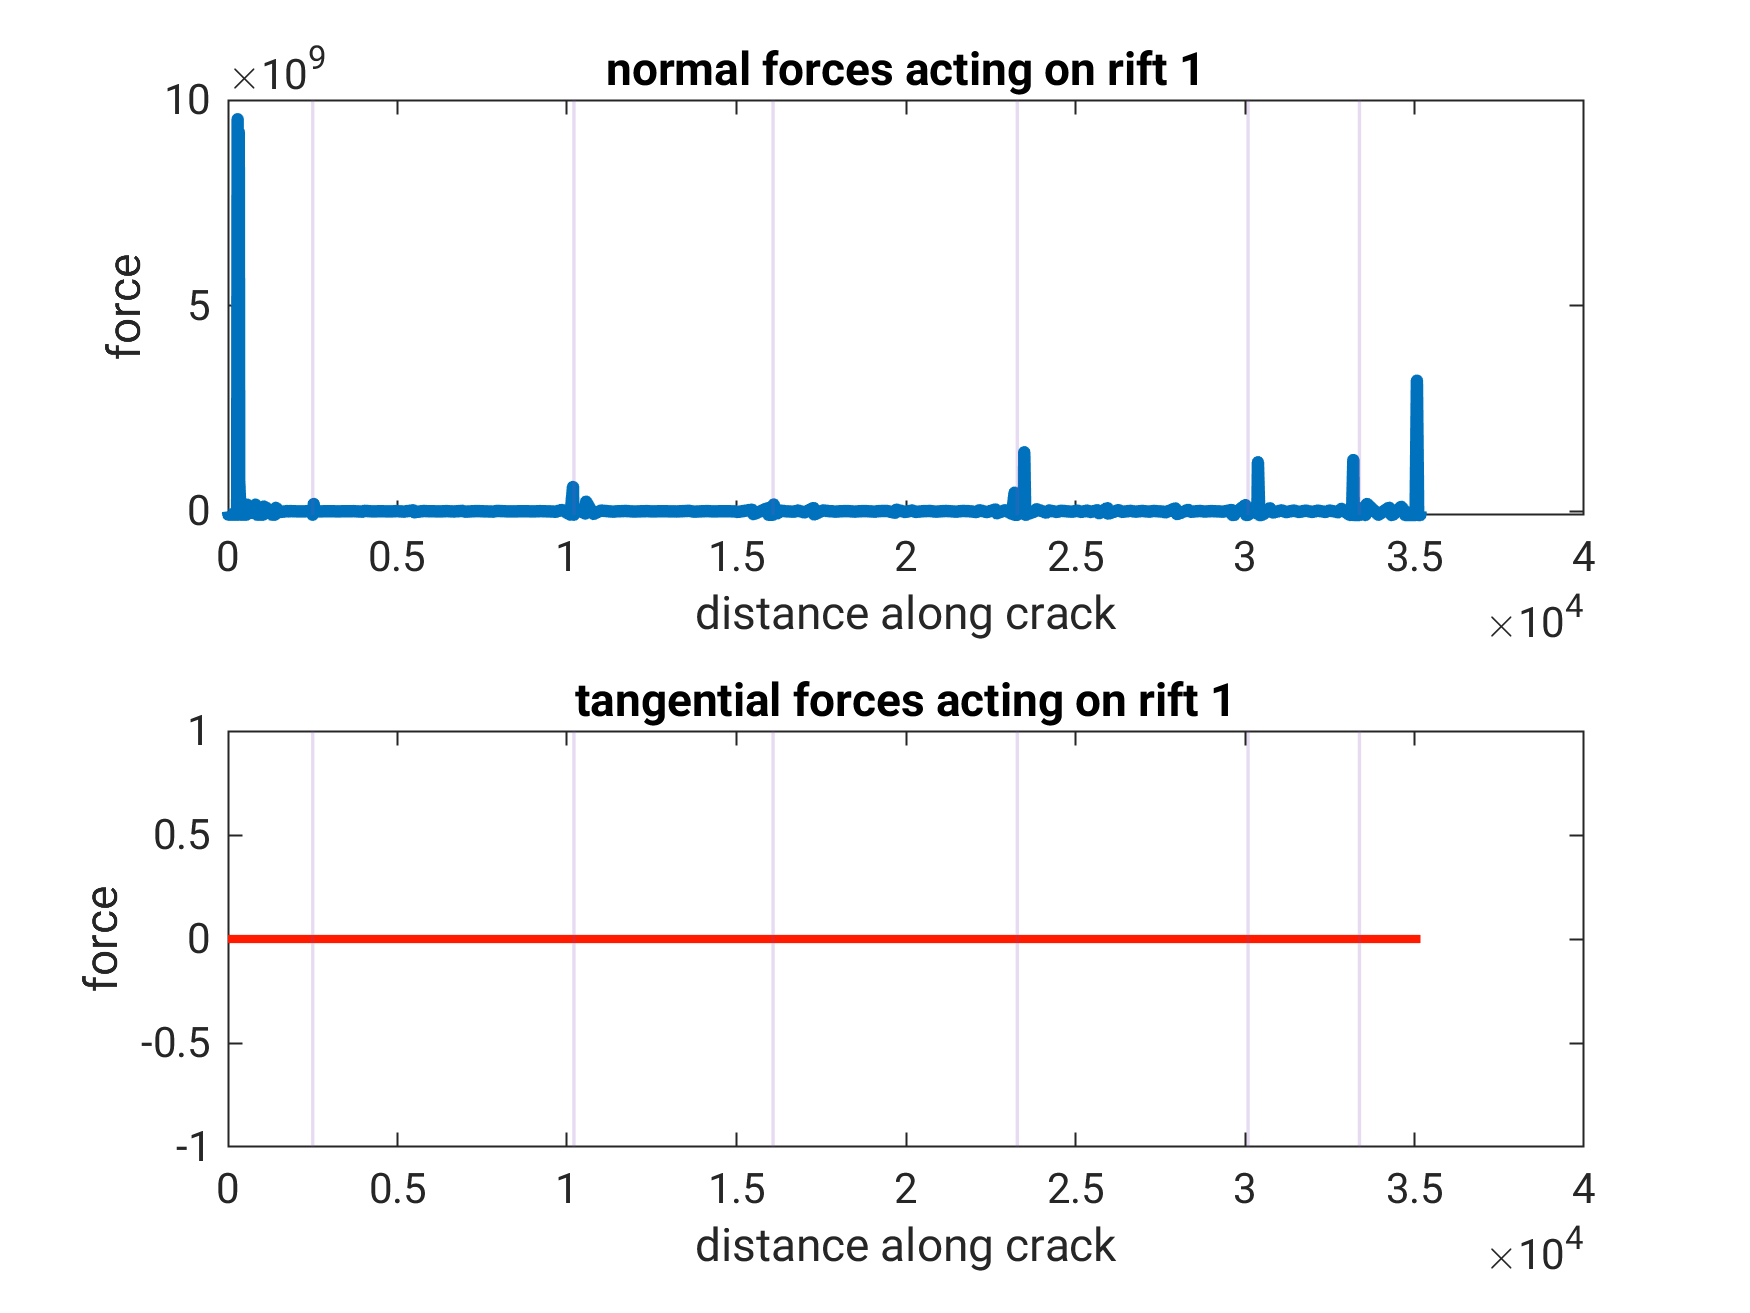 ×10⁹
normal forces acting on rift 1
10
5
0
force
0 0.5 1 1.5 2 2.5 3 3.5 4
distance along crack
×10⁴
tangential forces acting on rift 1
1
0.5
0
-0.5
-1
force
0 0.5 1 1.5 2 2.5 3 3.5 4
distance along crack
×10⁴